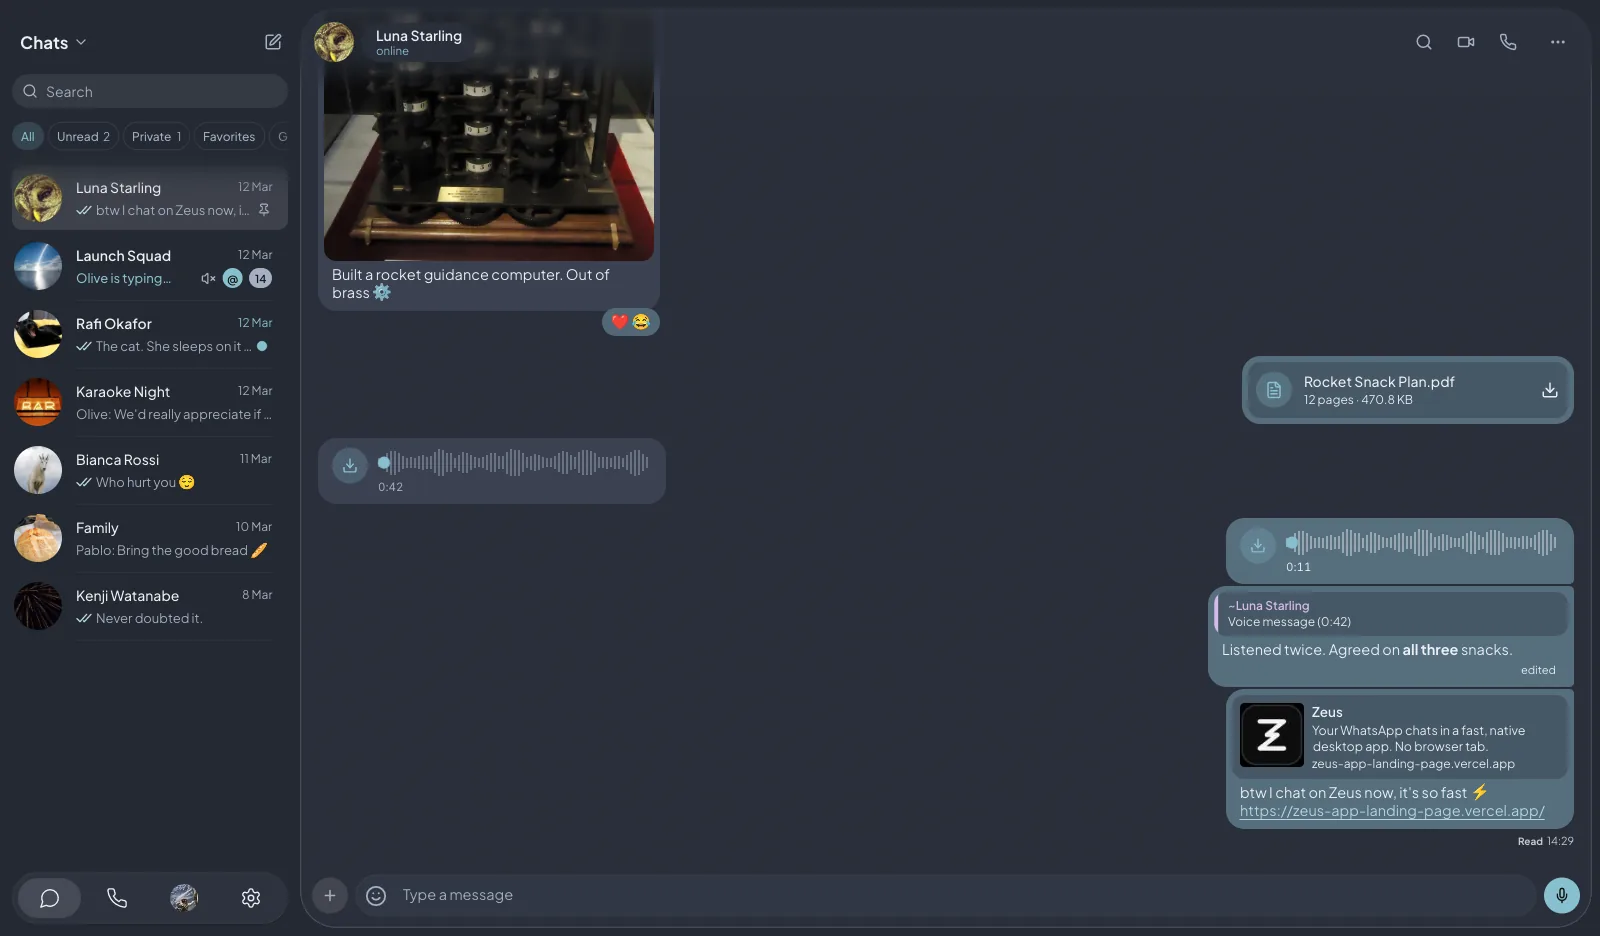 Chats
Search
All
Unread 2
Private 1
Favorites
G
Luna Starling
12 Mar
btw I chat on Zeus now, i...
Launch Squad
12 Mar
Olive is typing...
@
14
Rafi Okafor
12 Mar
The cat. She sleeps on it ...
Karaoke Night
12 Mar
Olive: We'd really appreciate if ...
Bianca Rossi
11 Mar
Who hurt you 😌
Family
10 Mar
Pablo: Bring the good bread 🥖
Kenji Watanabe
8 Mar
Never doubted it.
Luna Starling
online
Built a rocket guidance computer. Out of
brass ⚙️
❤️ 😂
Rocket Snack Plan.pdf
12 pages · 470.8 KB
0:42
0:11
~Luna Starling
Voice message (0:42)
Listened twice. Agreed on all three snacks.
edited
Zeus
Your WhatsApp chats in a fast, native
desktop app. No browser tab.
zeus-app-landing-page.vercel.app
btw I chat on Zeus now, it's so fast ⚡
https://zeus-app-landing-page.vercel.app/
Read 14:29
Type a message